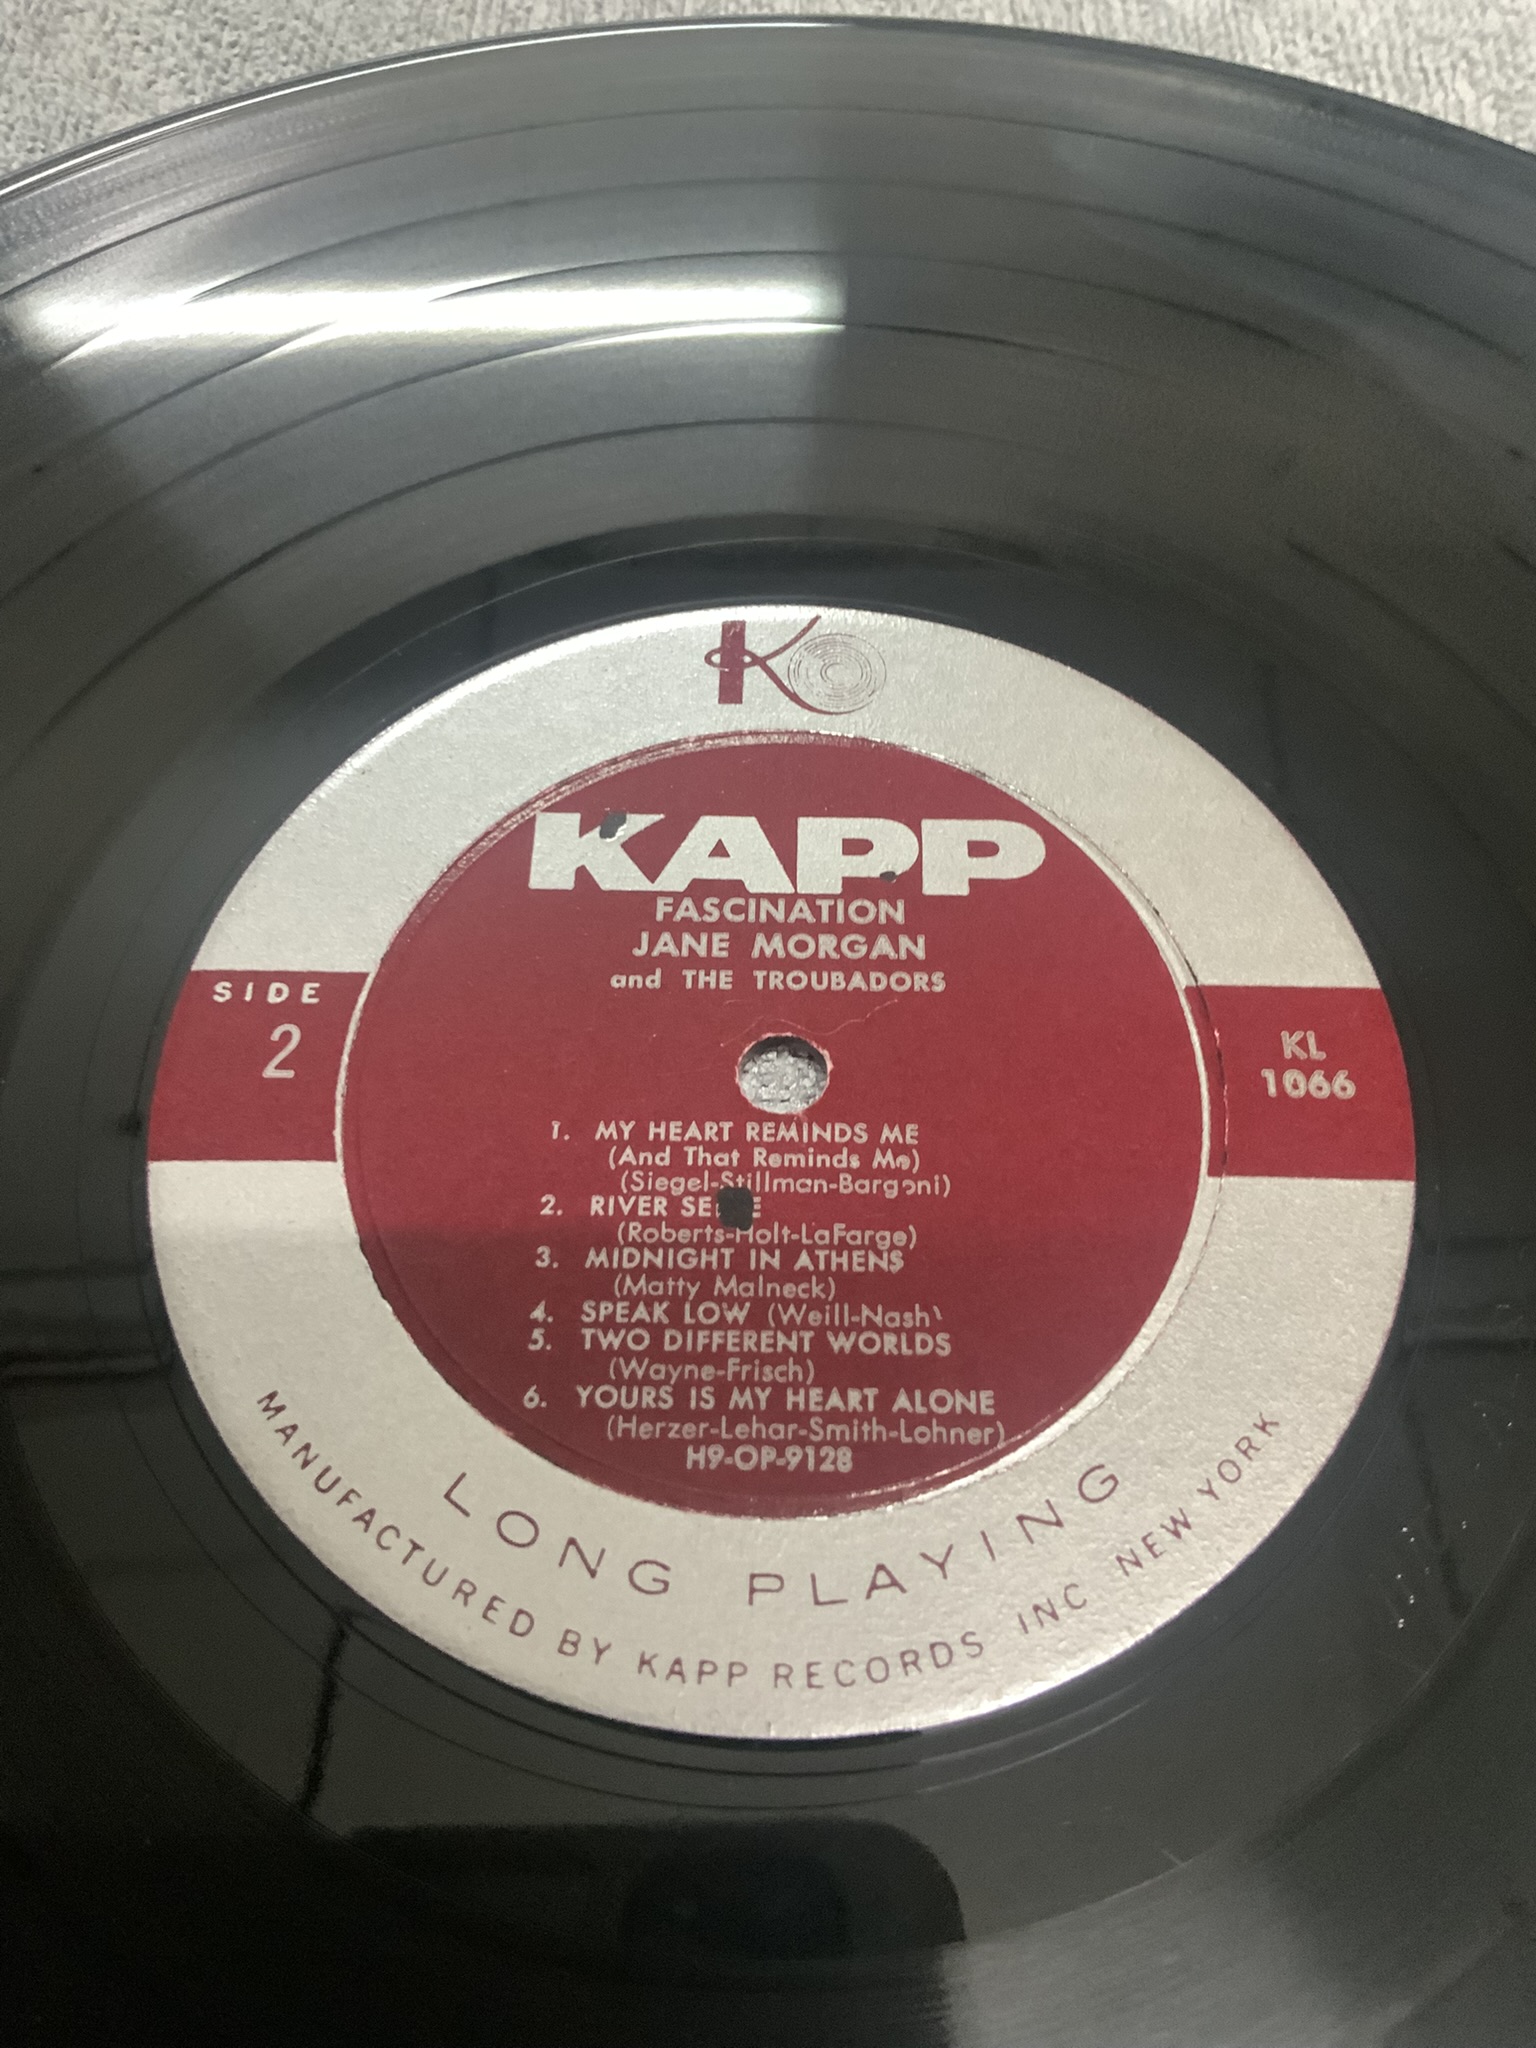 K
KAPP
FASCINATION
JANE MORGAN
and THE TROUBADORS
SIDE
2
KL
1066
1. MY HEART REMINDS ME
(And That Reminds Me)
(Siegel-Stillman-Bargoni)
2. RIVER
(Roberts-Holt-LaFarge)
3. MIDNIGHT IN ATHENS
(Matty Malneck)
4. SPEAK LOW (Weill-Nash)
5. TWO DIFFERENT WORLDS
(Wayne-Frisch)
6. YOURS IS MY HEART ALONE
(Herzer-Lehar-Smith-Lohner)
H9-OP-9128
LONG PLAYING
MANUFACTURED BY KAPP RECORDS INC NEW YORK